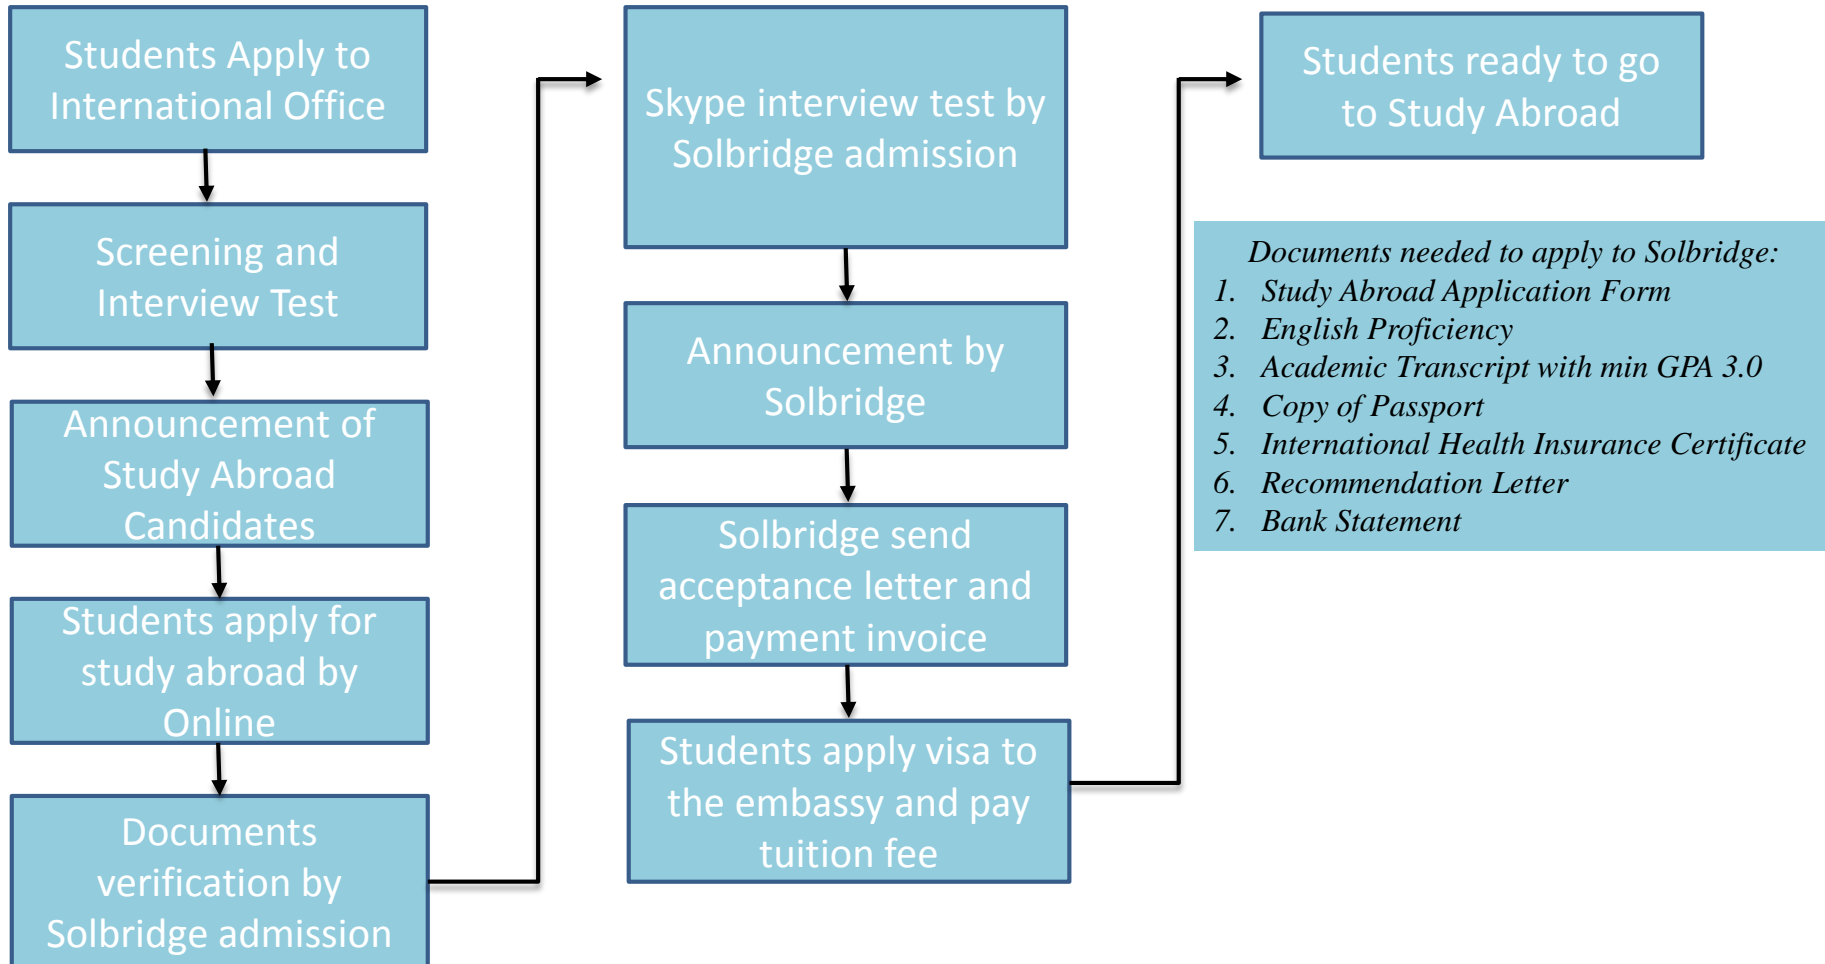 Students Apply to
International Office
Screening and
Interview Test
Announcement of
Study Abroad
Candidates
Students apply for
study abroad by
Online
Documents
verification by
Solbridge admission
Skype interview test by
Solbridge admission
Announcement by
Solbridge
Solbridge send
acceptance letter and
payment invoice
Students apply visa to
the embassy and pay
tuition fee
Students ready to go
to Study Abroad
Documents needed to apply to Solbridge:
1. Study Abroad Application Form
2. English Proficiency
3. Academic Transcript with min GPA 3.0
4. Copy of Passport
5. International Health Insurance Certificate
6. Recommendation Letter
7. Bank Statement